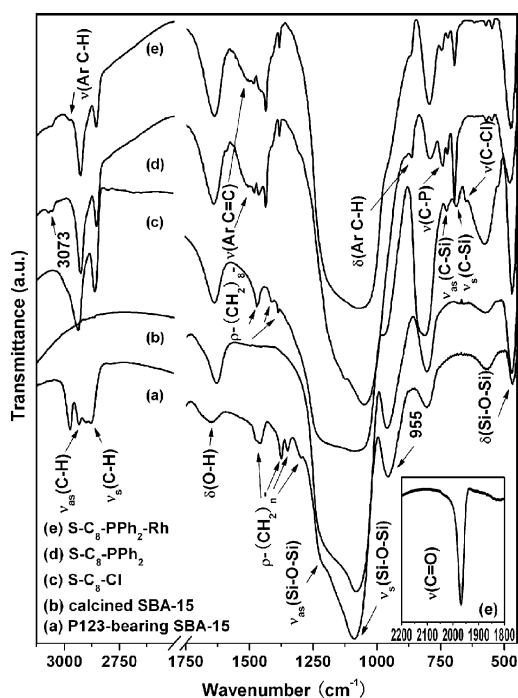 (e)
ν(Ar C-H)
(d)
(c)
3073
(b)
(a)
ν(Ar C=C)
ρ-(CH₂)₈-
δ(Ar C-H)
ν(C-P)
ν(C-Cl)
νas(C-Si)
νs(C-Si)
νas(C-H)
νs(C-H)
δ(O-H)
ρ-(CH₂)n
νas(Si-O-Si)
νs(Si-O-Si)
955
δ(Si-O-Si)
(e) S-C₈-PPh₂-Rh
(d) S-C₈-PPh₂
(c) S-C₈-Cl
(b) calcined SBA-15
(a) P123-bearing SBA-15
ν(C=O)
(e)
2200 2100 2000 1900 1800
Transmittance (a.u.)
3000 2750 1750 1500 1250 1000 750 500
Wavenumber (cm⁻¹)